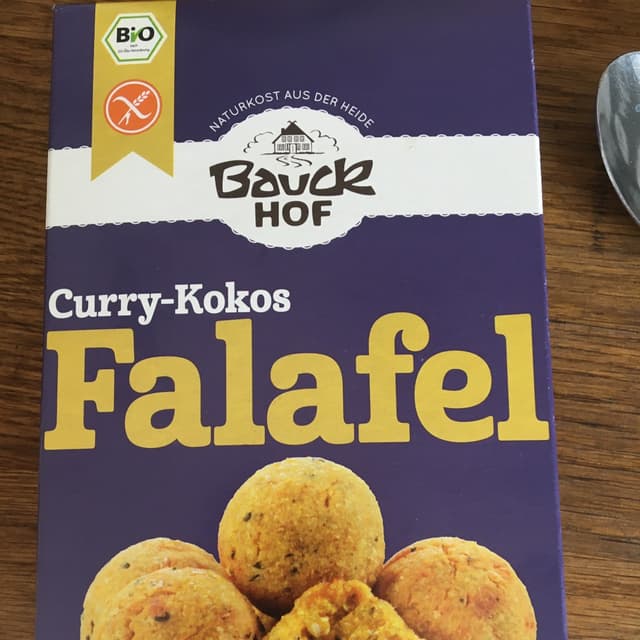 Bio
NATURKOST AUS DER HEIDE
Bauck
HOF
Curry-Kokos
Falafel